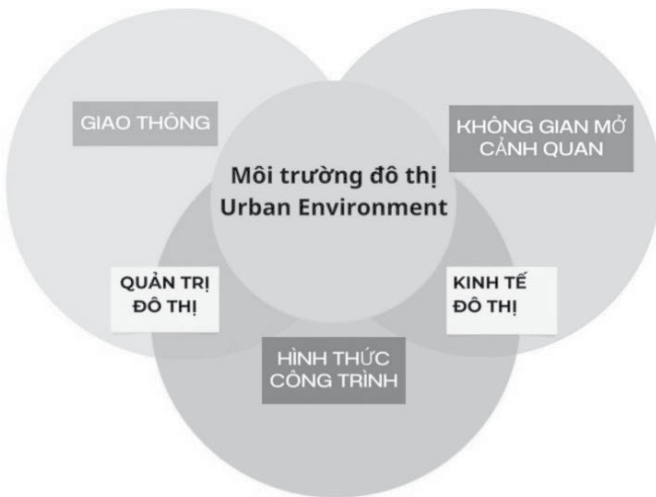 GIAO THÔNG
KHÔNG GIAN MỞ
CẢNH QUAN
Môi trường đô thị
Urban Environment
QUẢN TRỊ
ĐÔ THỊ
KINH TẾ
ĐÔ THỊ
HÌNH THỨC
CÔNG TRÌNH